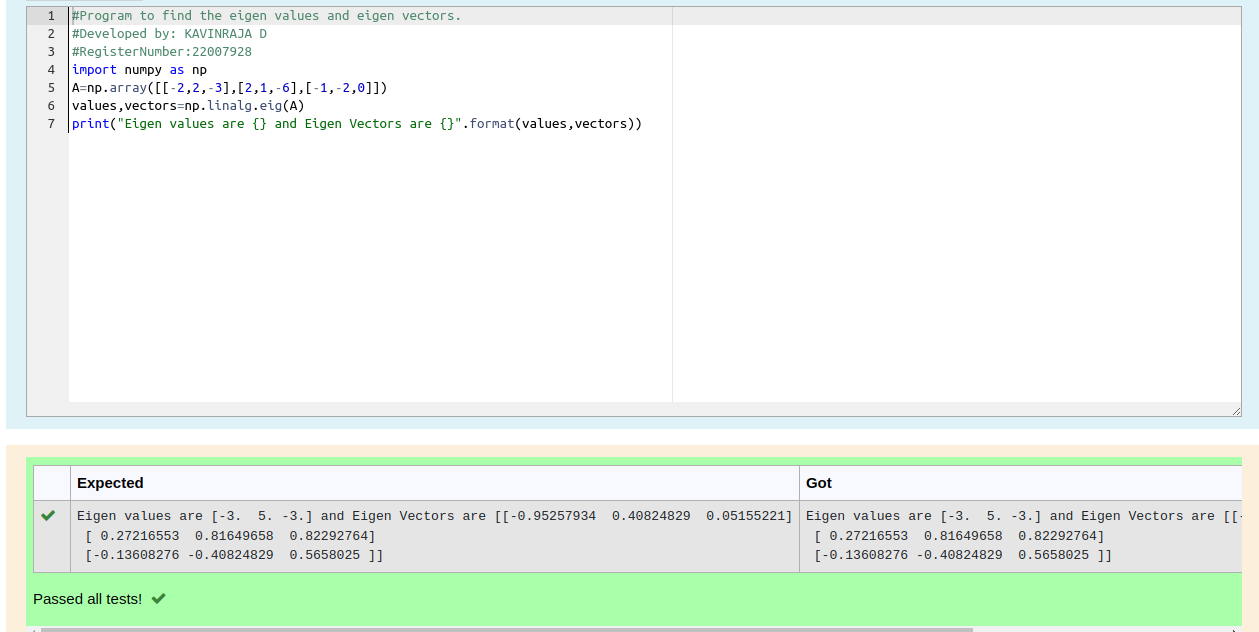 1 #Program to find the eigen values and eigen vectors.
2 #Developed by: KAVINRAJA D
3 #RegisterNumber:22007928
4 import numpy as np
5 A=np.array([[-2,2,-3],[2,1,-6],[-1,-2,0]])
6 values,vectors=np.linalg.eig(A)
7 print("Eigen values are {} and Eigen Vectors are {}".format(values,vectors))
Expected Got
Eigen values are [-3.  5. -3.] and Eigen Vectors are [[-0.95257934  0.40824829  0.05155221] Eigen values are [-3.  5. -3.] and Eigen Vectors are [[-
[ 0.27216553  0.81649658  0.82292764] [ 0.27216553  0.81649658  0.82292764]
[-0.13608276 -0.40824829  0.5658025 ]] [-0.13608276 -0.40824829  0.5658025 ]]
Passed all tests!